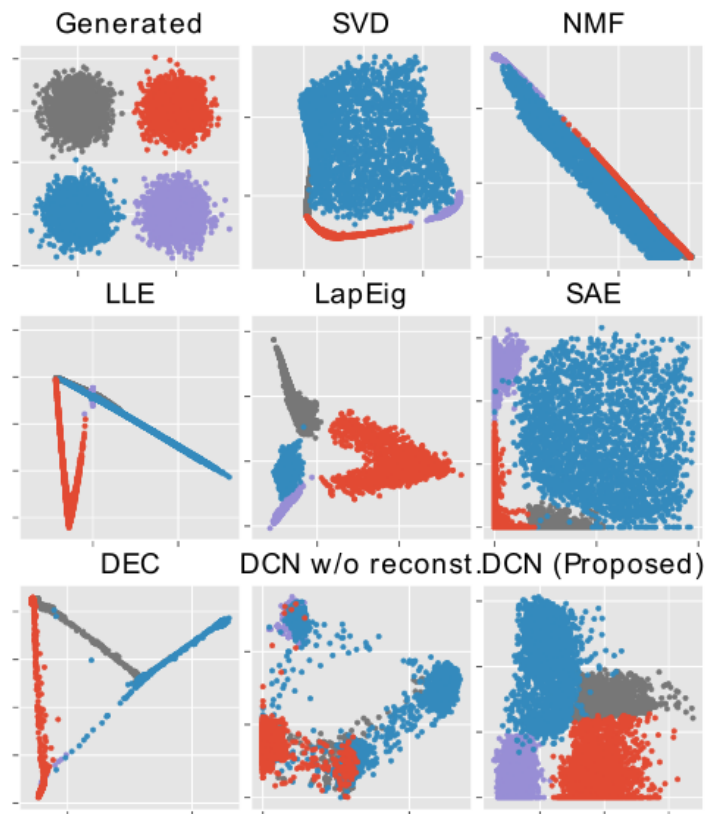 Generated SVD NMF
LLE LapEig SAE
DEC DCN w/o reconst. DCN (Proposed)